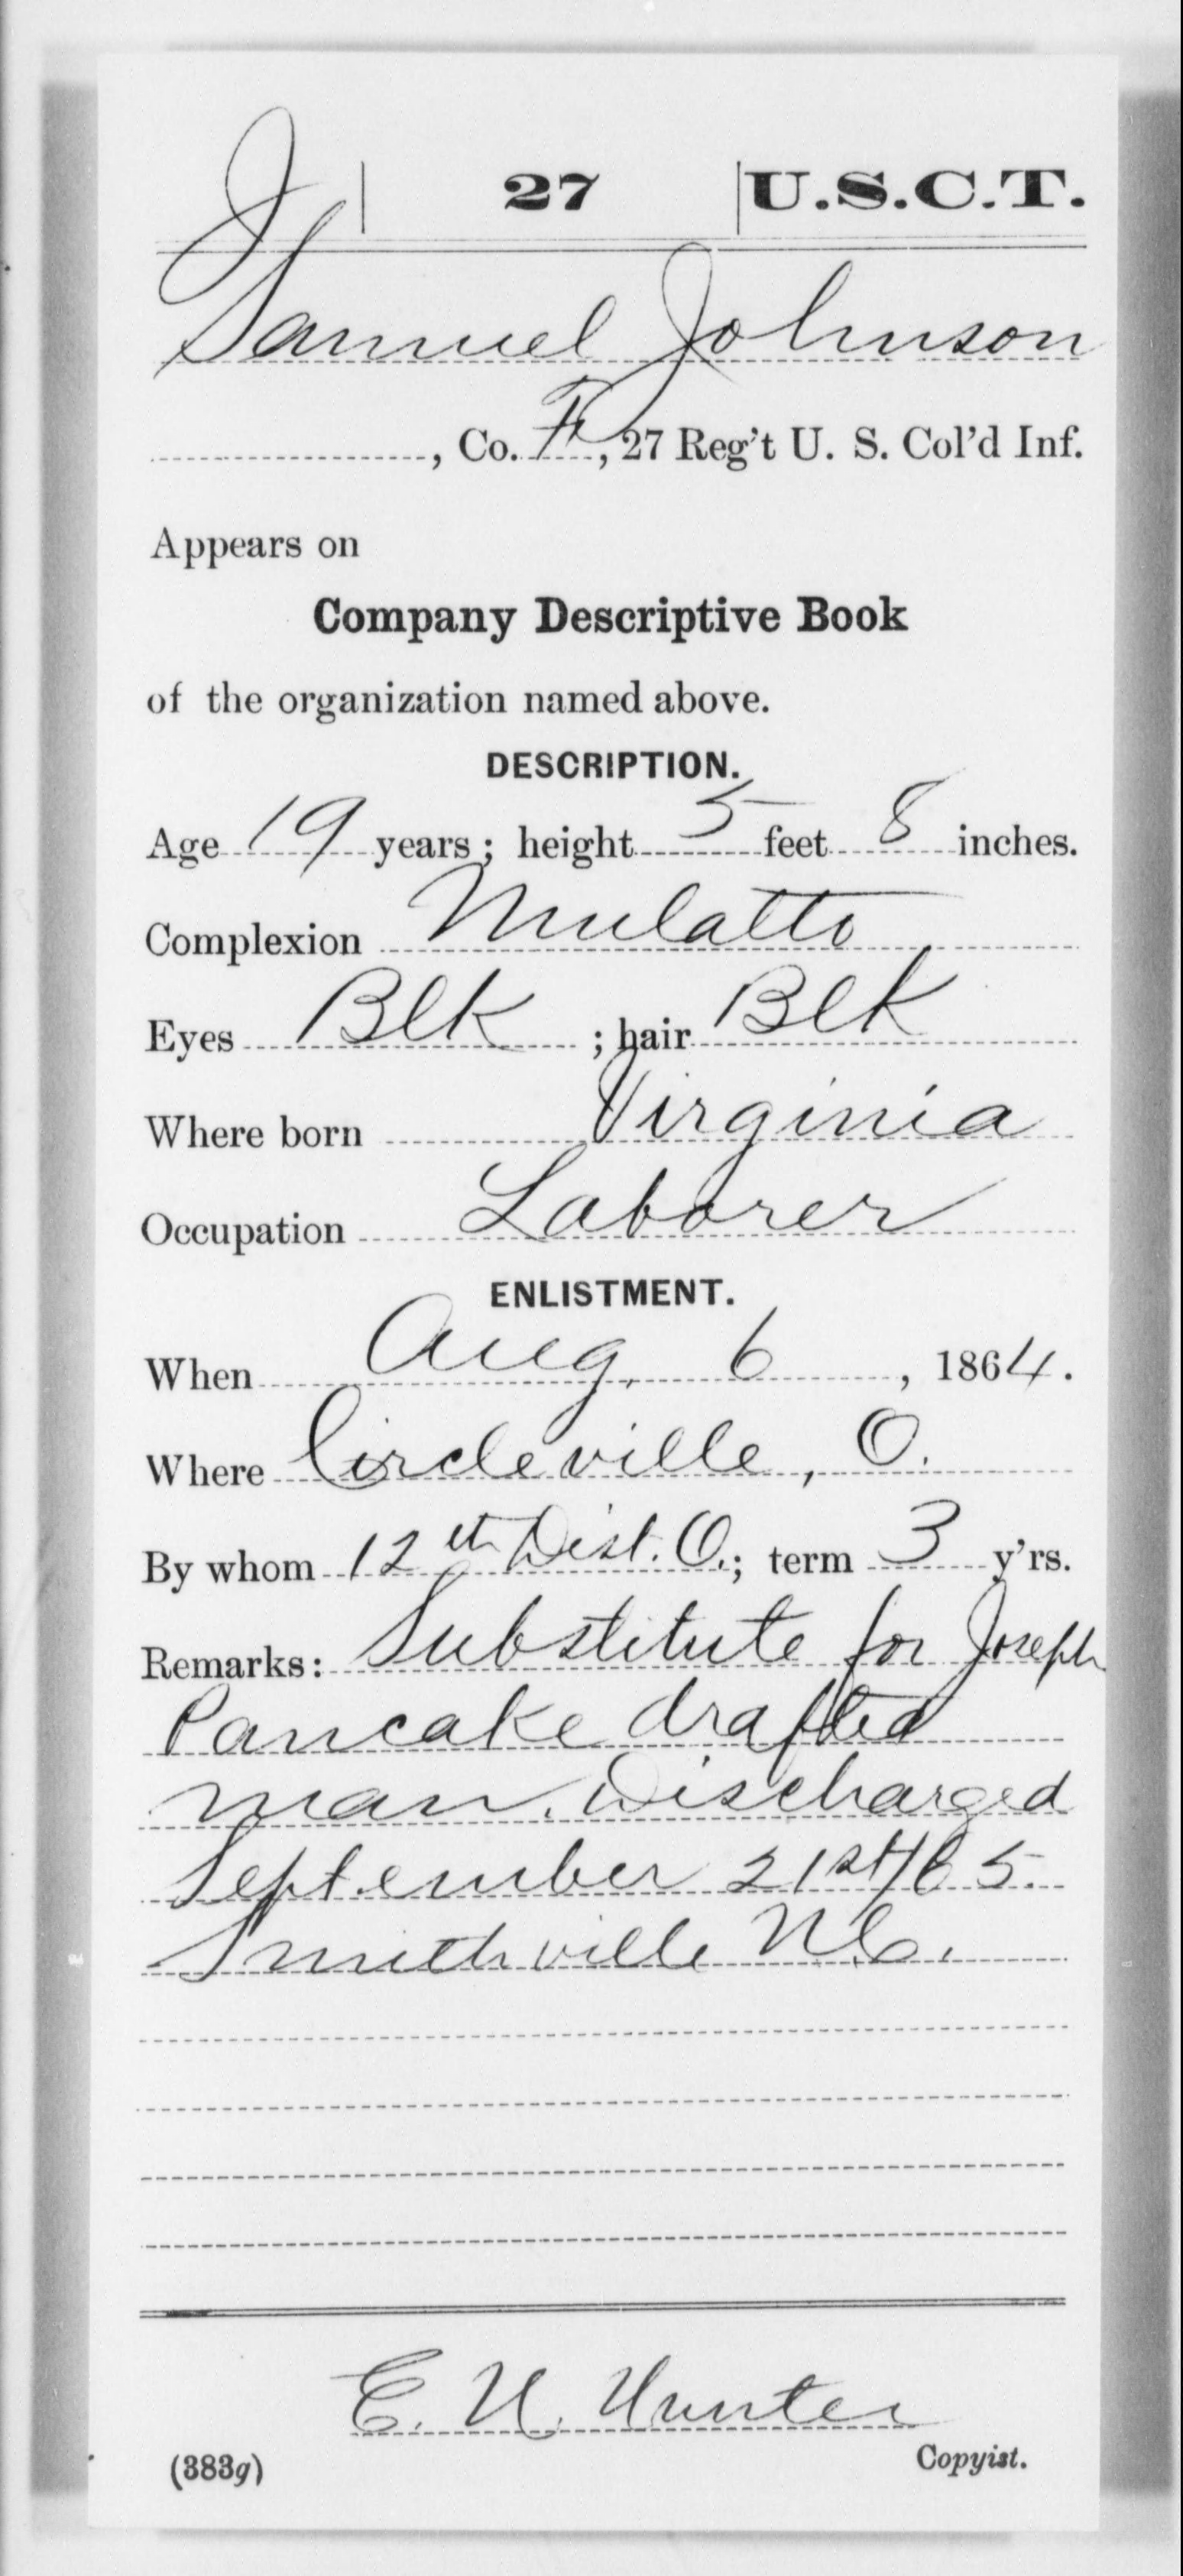 J | 27 | U.S.C.T.
Samuel Johnson
, Co. F, 27 Reg't U. S. Col'd Inf.
Appears on
Company Descriptive Book
of the organization named above.
DESCRIPTION.
Age 19 years; height 5 feet 8 inches.
Complexion Mulatto
Eyes Blk ; hair Blk
Where born Virginia
Occupation Laborer
ENLISTMENT.
When Aug. 6, 1864.
Where Circleville, O.
By whom 12th Dist. O.; term 3 y'rs.
Remarks: Substitute for Joseph
Pancake drafted
man. Discharged
September 21st/65.
Smithville N.C.
E. N. Hunter
Copyist.
(383g)